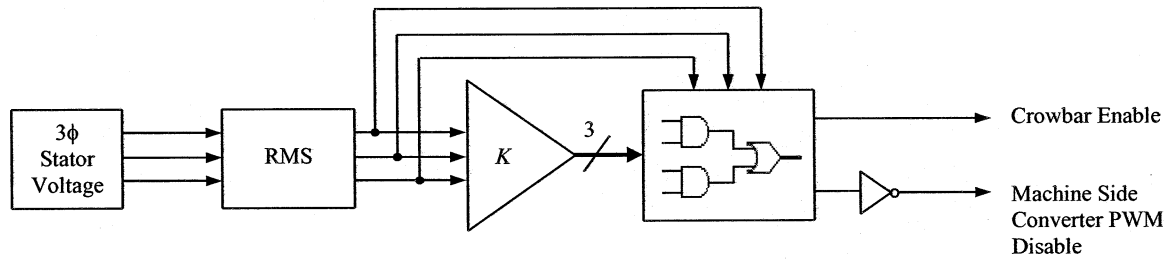 3ϕ
Stator
Voltage
RMS
K
3
Crowbar Enable
Machine Side
Converter PWM
Disable